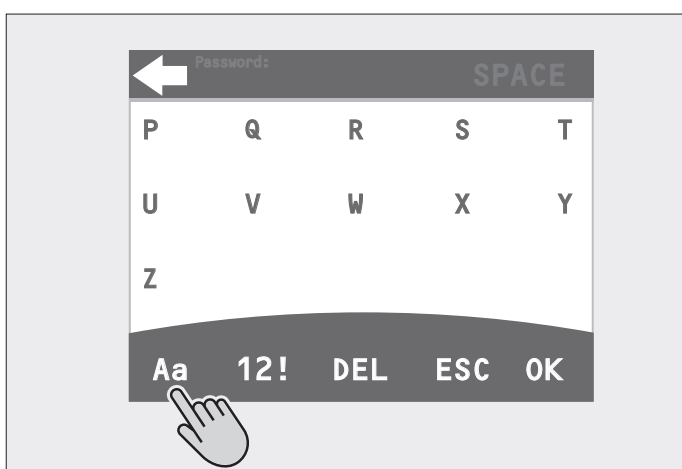 Password: SPACE
P Q R S T
U V W X Y
Z
Aa 12! DEL ESC OK